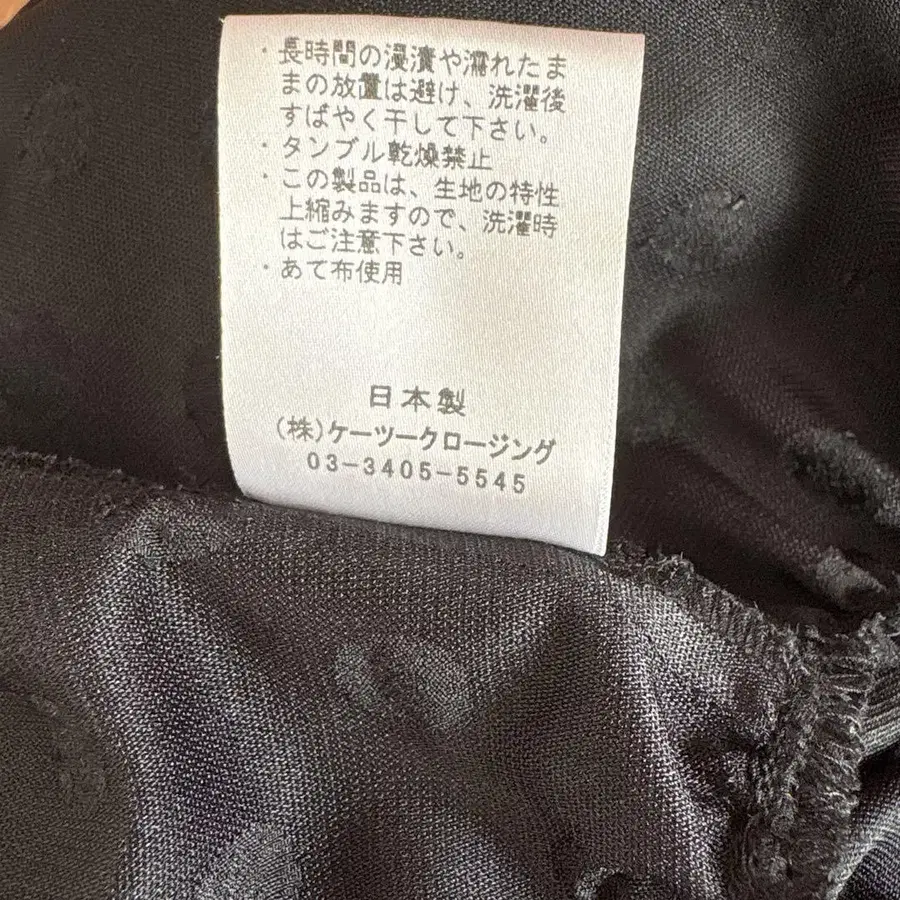 ・長時間の浸漬や濡れたま
まの放置は避け、洗濯後
すばやく干して下さい。
・タンブル乾燥禁止
・この製品は、生地の特性
上縮みますので、洗濯時
はご注意下さい。
・あて布使用
日本製
(株)ケーツークロージング
03-3405-5545